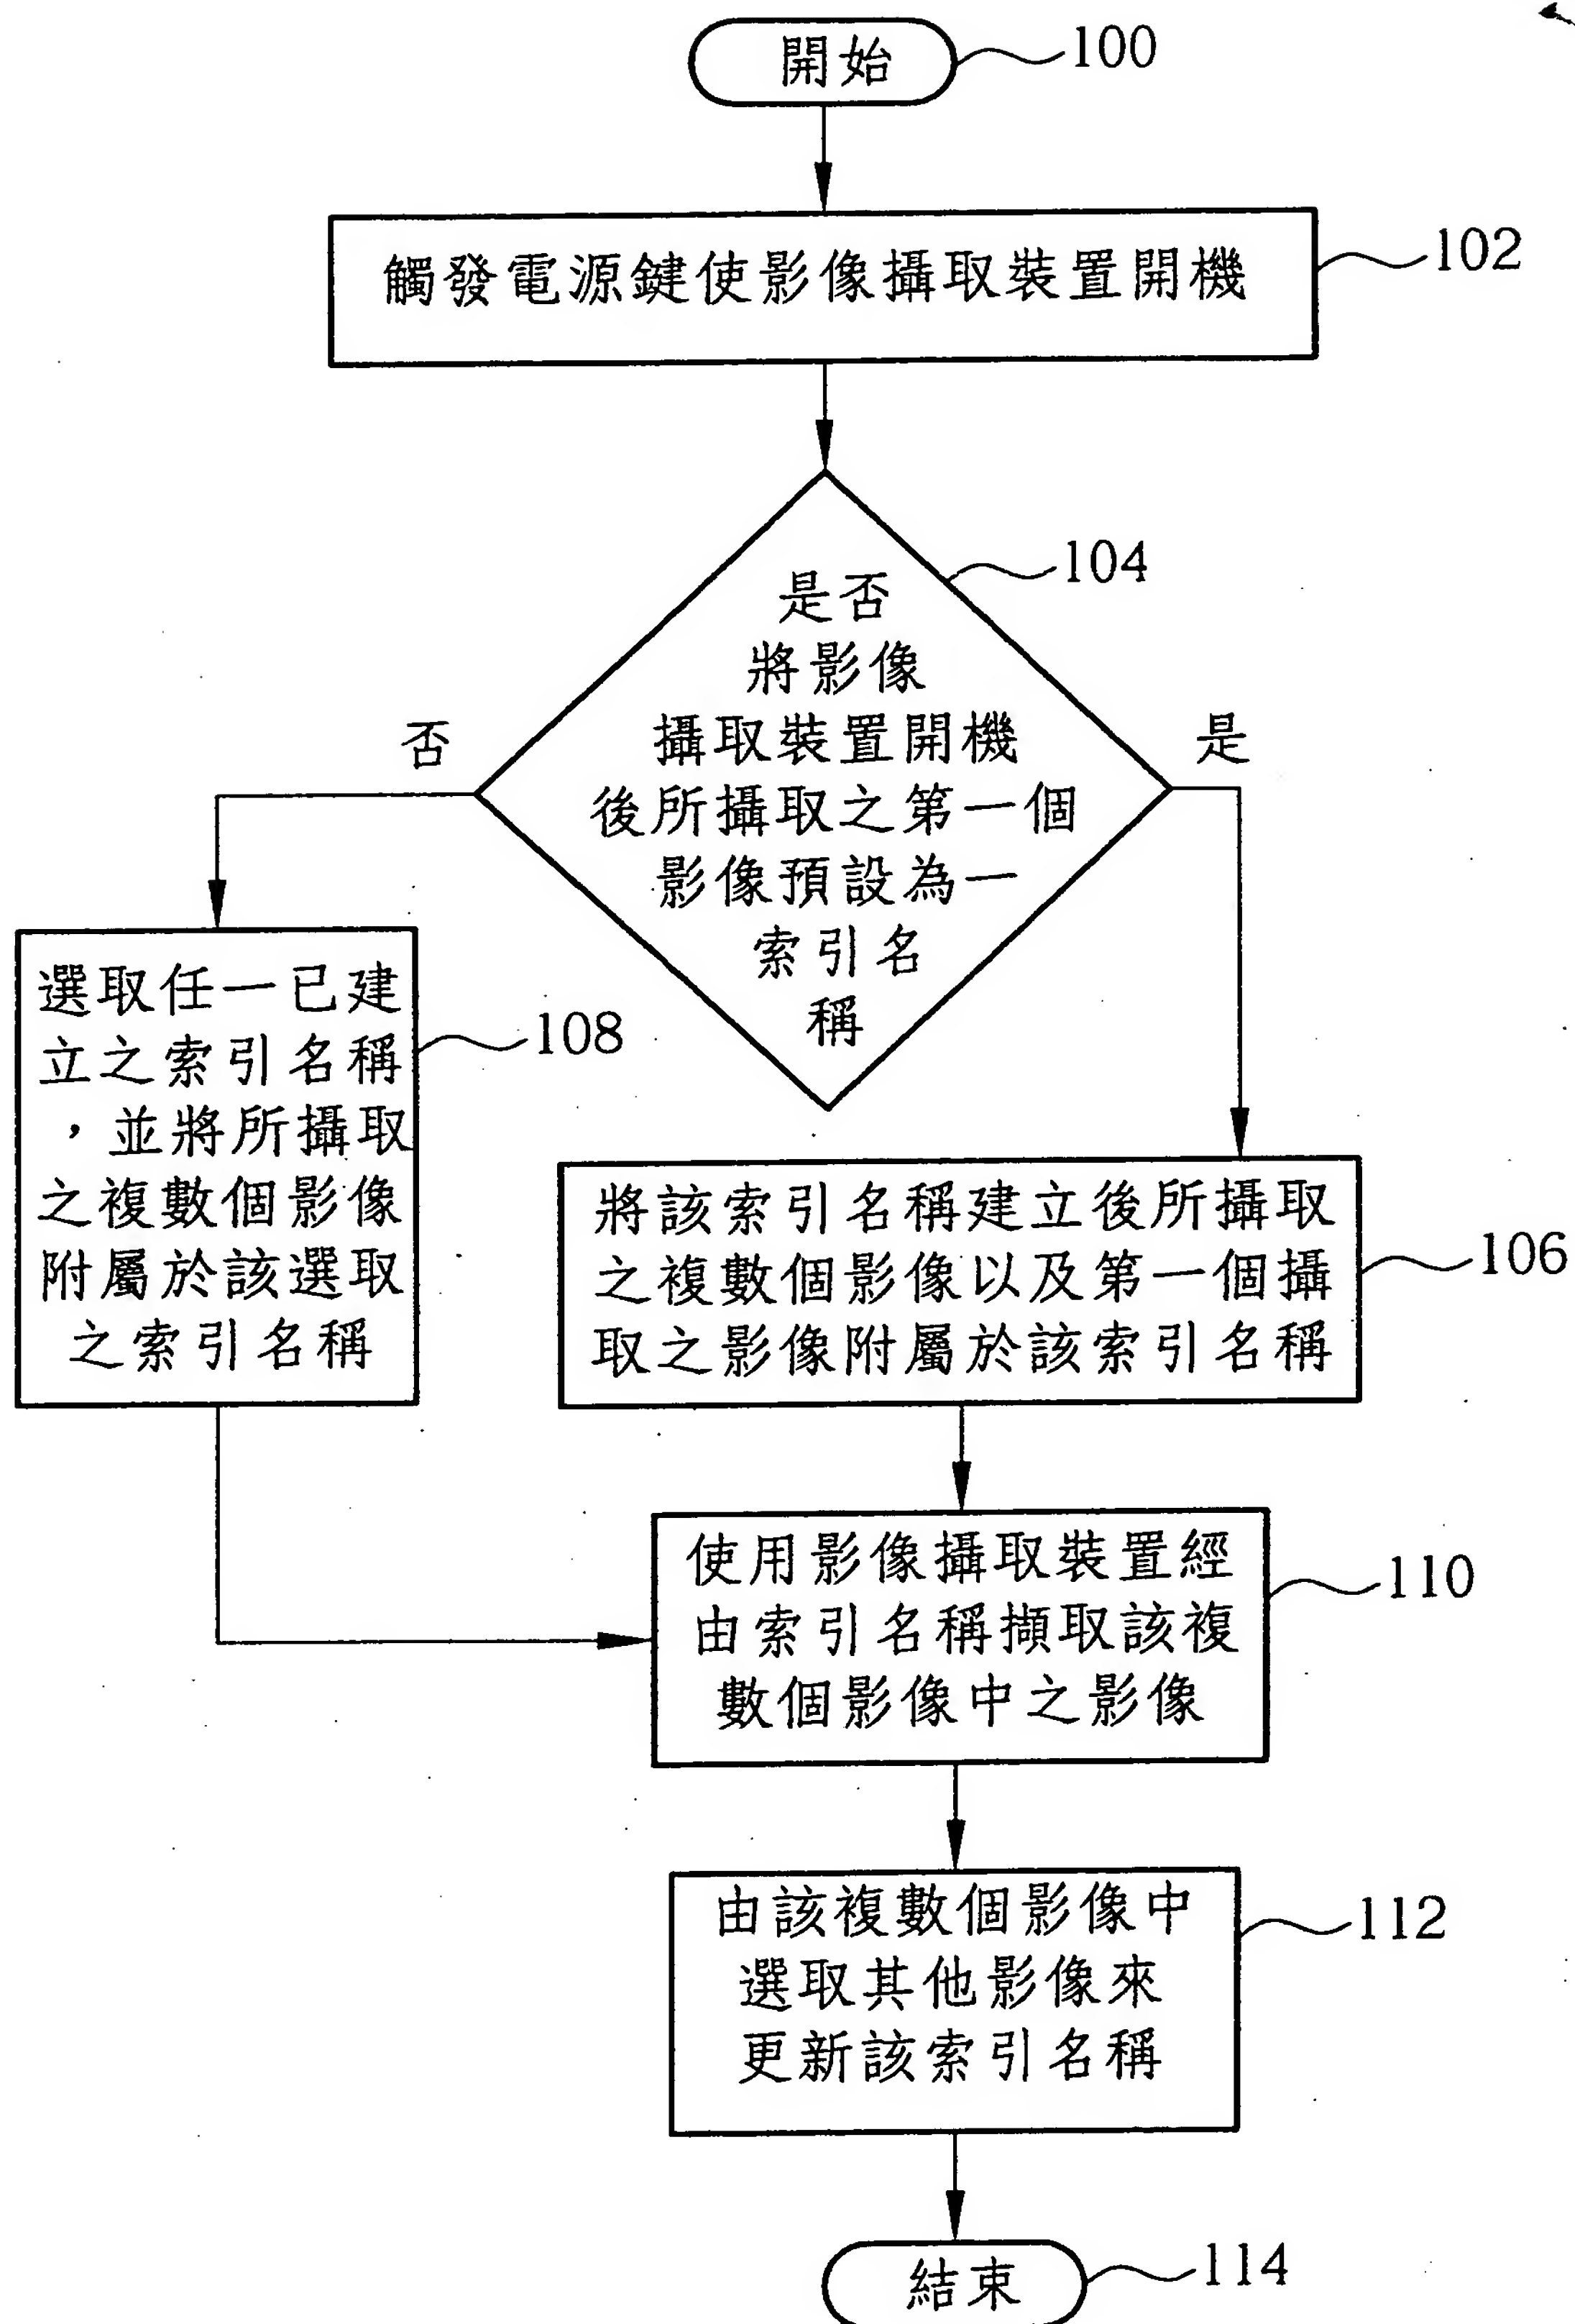 開始
100
觸發電源鍵使影像攝取裝置開機
102
104
是否
將影像
攝取裝置開機
後所攝取之第一個
影像預設為一
索引名
稱
否
是
選取任一已建
立之索引名稱
，並將所攝取
之複數個影像
附屬於該選取
之索引名稱
108
將該索引名稱建立後所攝取
之複數個影像以及第一個攝
取之影像附屬於該索引名稱
106
使用影像攝取裝置經
由索引名稱擷取該複
數個影像中之影像
110
由該複數個影像中
選取其他影像來
更新該索引名稱
112
結束
114